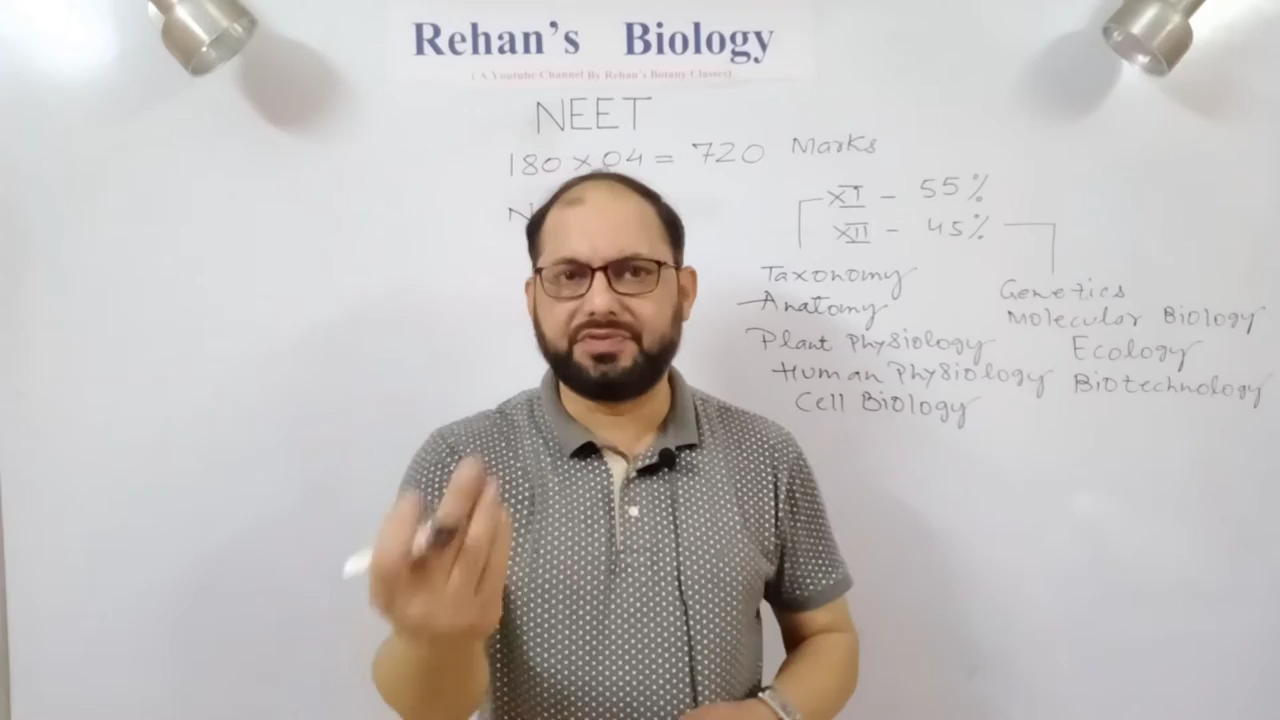 Rehan's Biology
( A Youtube Channel By Rehan's Botany Classes)
NEET
180 × 04 = 720 Marks
XI – 55%
XII – 45%
Taxonomy
Anatomy
Plant Physiology
Human Physiology
Cell Biology
Genetics
Molecular Biology
Ecology
Biotechnology